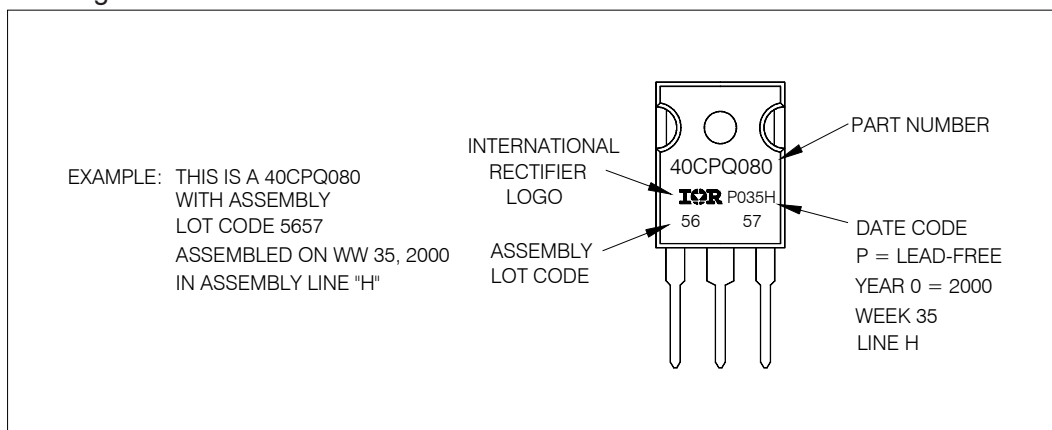 EXAMPLE: THIS IS A 40CPQ080
WITH ASSEMBLY
LOT CODE 5657
ASSEMBLED ON WW 35, 2000
IN ASSEMBLY LINE "H"
INTERNATIONAL
RECTIFIER
LOGO
ASSEMBLY
LOT CODE
40CPQ080
IOR P035H
56 57
PART NUMBER
DATE CODE
P = LEAD-FREE
YEAR 0 = 2000
WEEK 35
LINE H